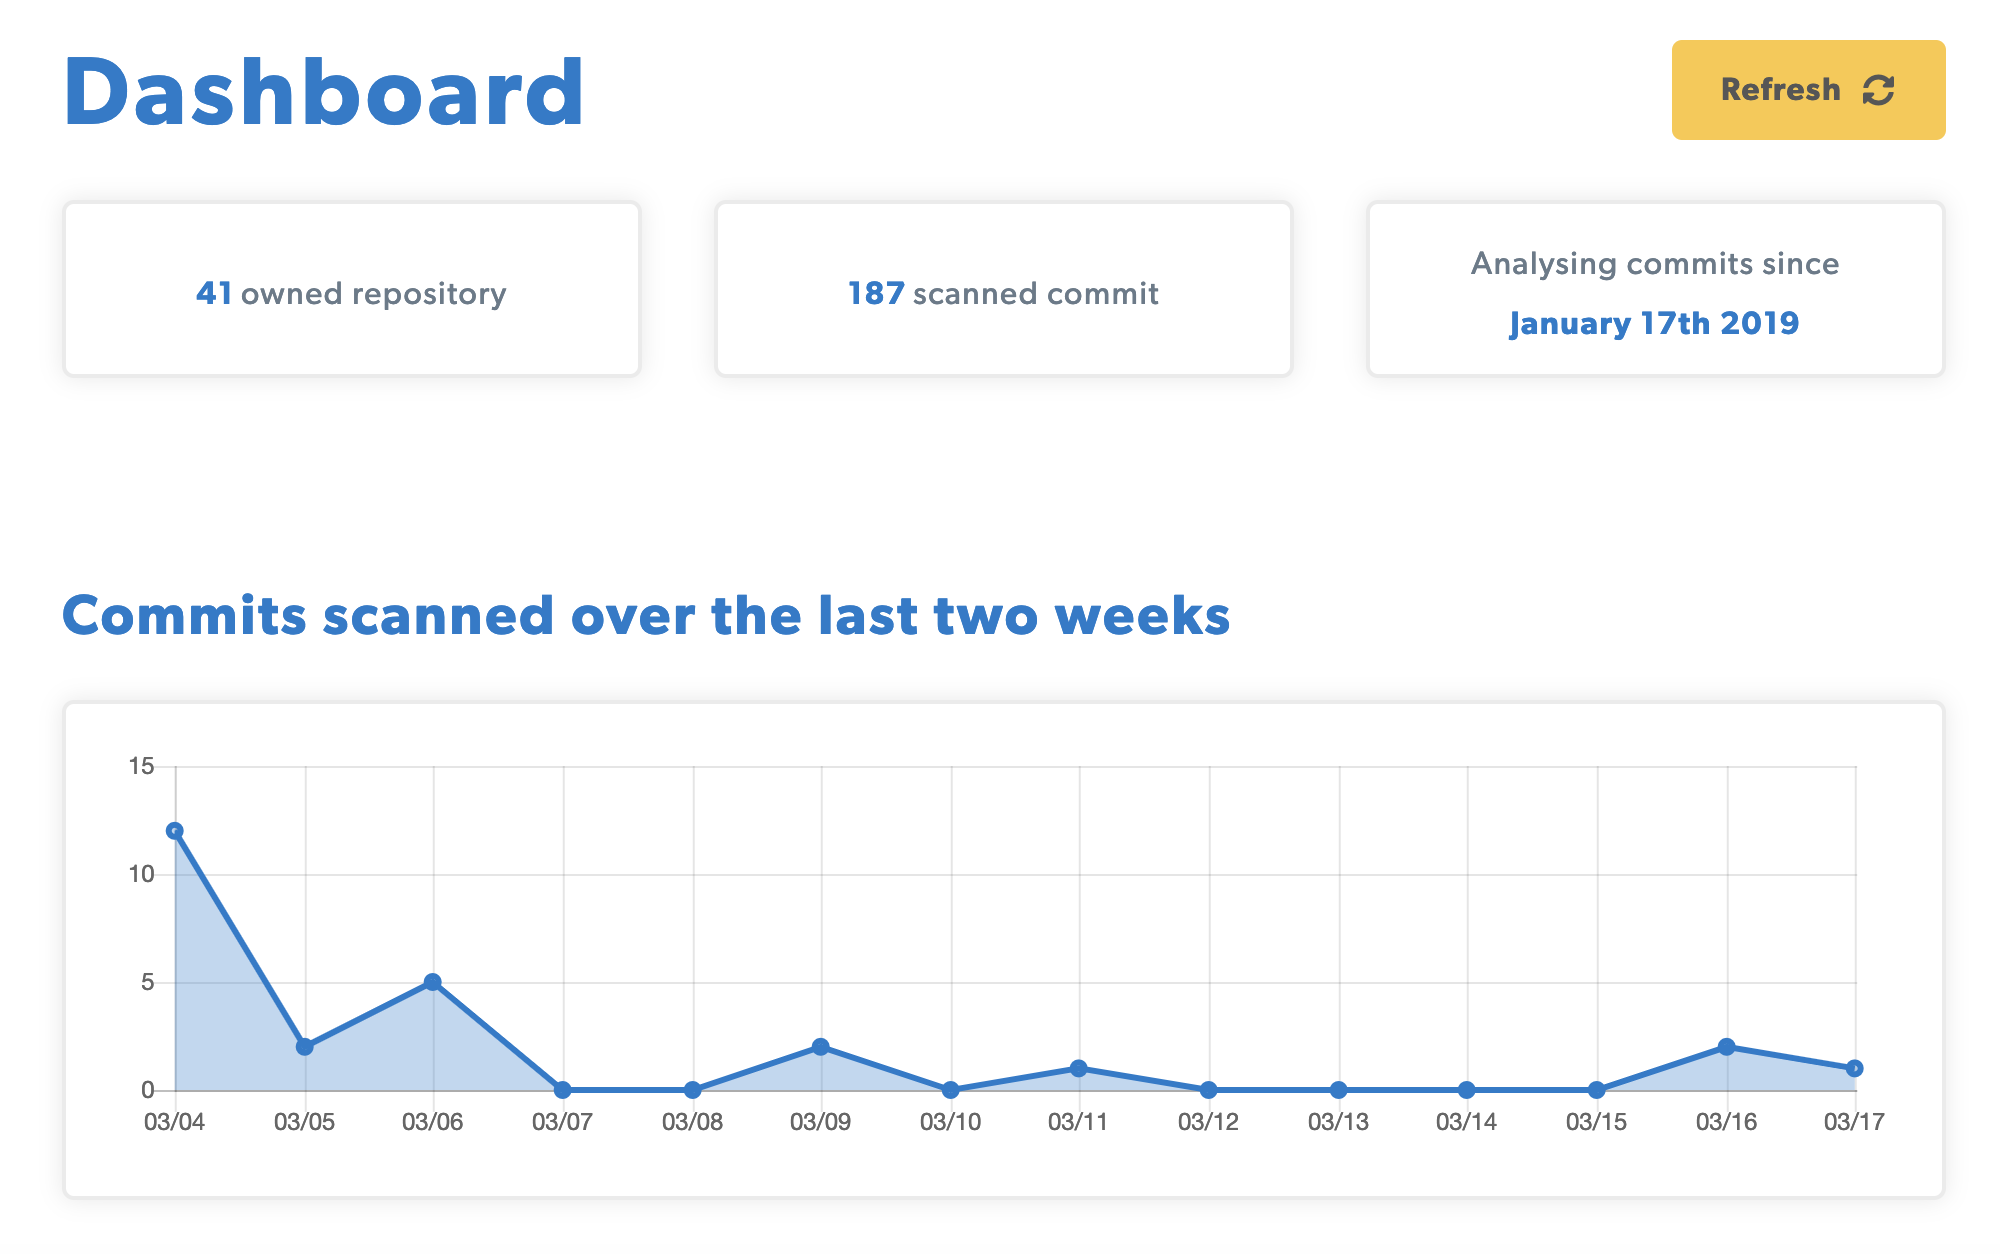 Dashboard
Refresh
41 owned repository
187 scanned commit
Analysing commits since
January 17th 2019
Commits scanned over the last two weeks
15
10
5
0
03/04 03/05 03/06 03/07 03/08 03/09 03/10 03/11 03/12 03/13 03/14 03/15 03/16 03/17